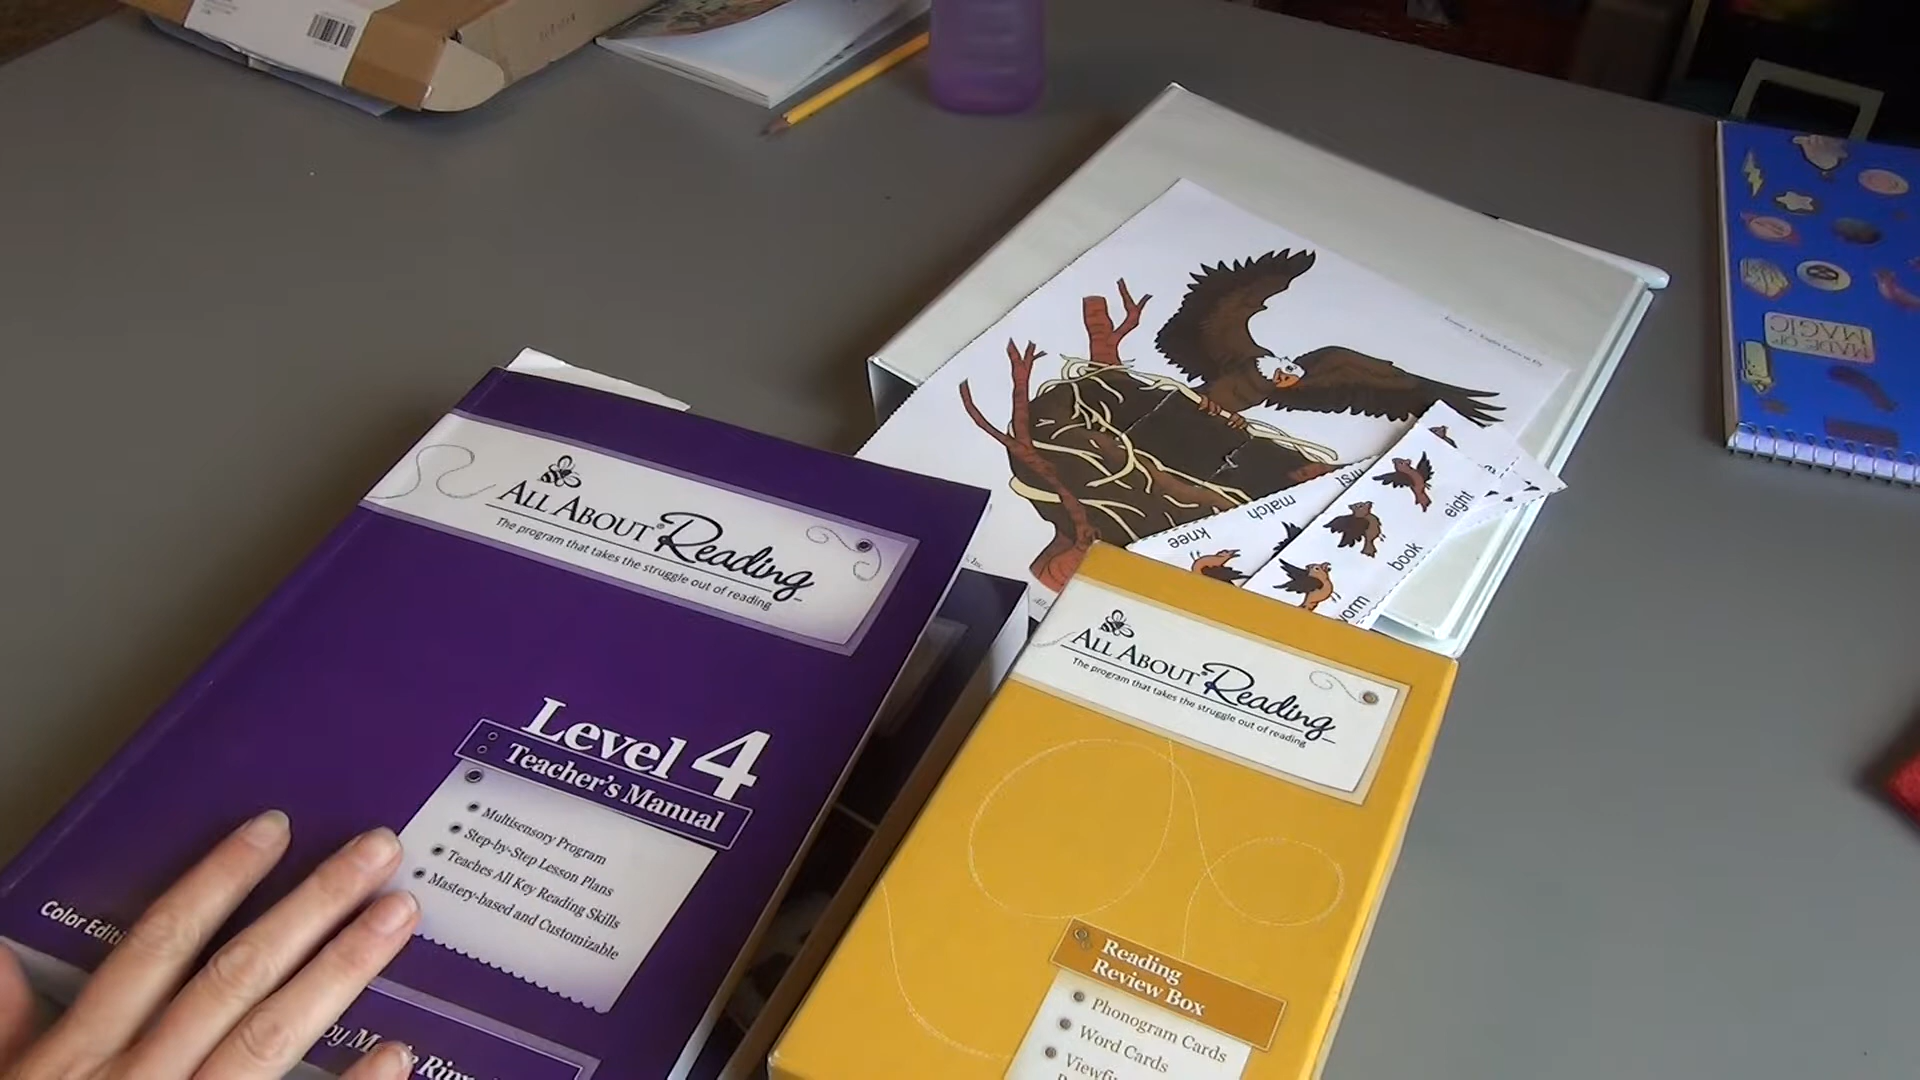 ALL ABOUT® Reading
The program that takes the struggle out of reading
Level 4
Teacher's Manual
Multisensory Program
Step-by-Step Lesson Plans
Teaches All Key Reading Skills
Mastery-based and Customizable
Color
by
ALL ABOUT® Reading
The program that takes the struggle out of reading
Reading
Review Box
Phonogram Cards
Word Cards
knee
match
eight
book
MADE OF
MAGIC